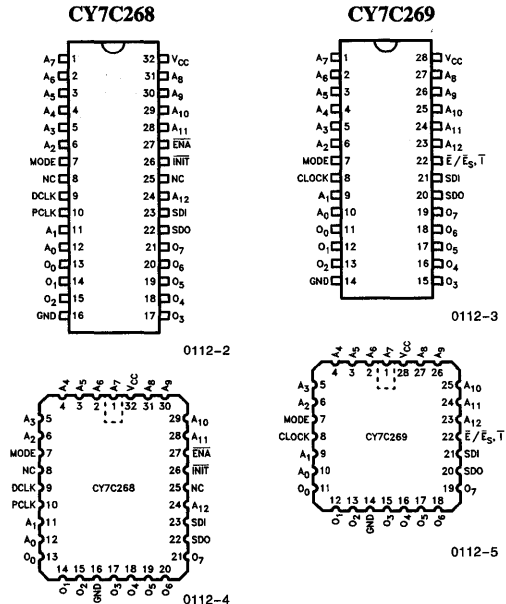 CY7C268 CY7C269
A7 1 32 VCC
A6 2 31 A8
A5 3 30 A9
A4 4 29 A10
A3 5 28 A11
A2 6 27 E̅N̅A̅
MODE 7 26 I̅N̅I̅T̅
NC 8 25 NC
DCLK 9 24 A12
PCLK 10 23 SDI
A1 11 22 SDO
A0 12 21 O7
O0 13 20 O6
O1 14 19 O5
O2 15 18 O4
GND 16 17 O3
0112-2
A7 1 28 VCC
A6 2 27 A8
A5 3 26 A9
A4 4 25 A10
A3 5 24 A11
A2 6 23 A12
MODE 7 22 E̅/E̅S, I̅
CLOCK 8 21 SDI
A1 9 20 SDO
A0 10 19 O7
O0 11 18 O6
O1 12 17 O5
O2 13 16 O4
GND 14 15 O3
0112-3
A4 A5 A6 A7 VCC A8 A9
4 3 2 1 32 31 30
A3 5 29 A10
A2 6 28 A11
MODE 7 27 E̅N̅A̅
NC 8 26 I̅N̅I̅T̅
DCLK 9 CY7C268 25 NC
PCLK 10 24 A12
A1 11 23 SDI
A0 12 22 SDO
O0 13 21 O7
14 15 16 17 18 19 20
O1 O2 GND O3 O4 O5 O6
0112-4
A4 A5 A6 A7 VCC A8 A9
4 3 2 1 28 27 26
A3 5 25 A10
A2 6 24 A11
MODE 7 23 A12
CLOCK 8 CY7C269 22 E̅/E̅S, I̅
A1 9 21 SDI
A0 10 20 SDO
O0 11 19 O7
12 13 14 15 16 17 18
O1 O2 GND O3 O4 O5 O6
0112-5